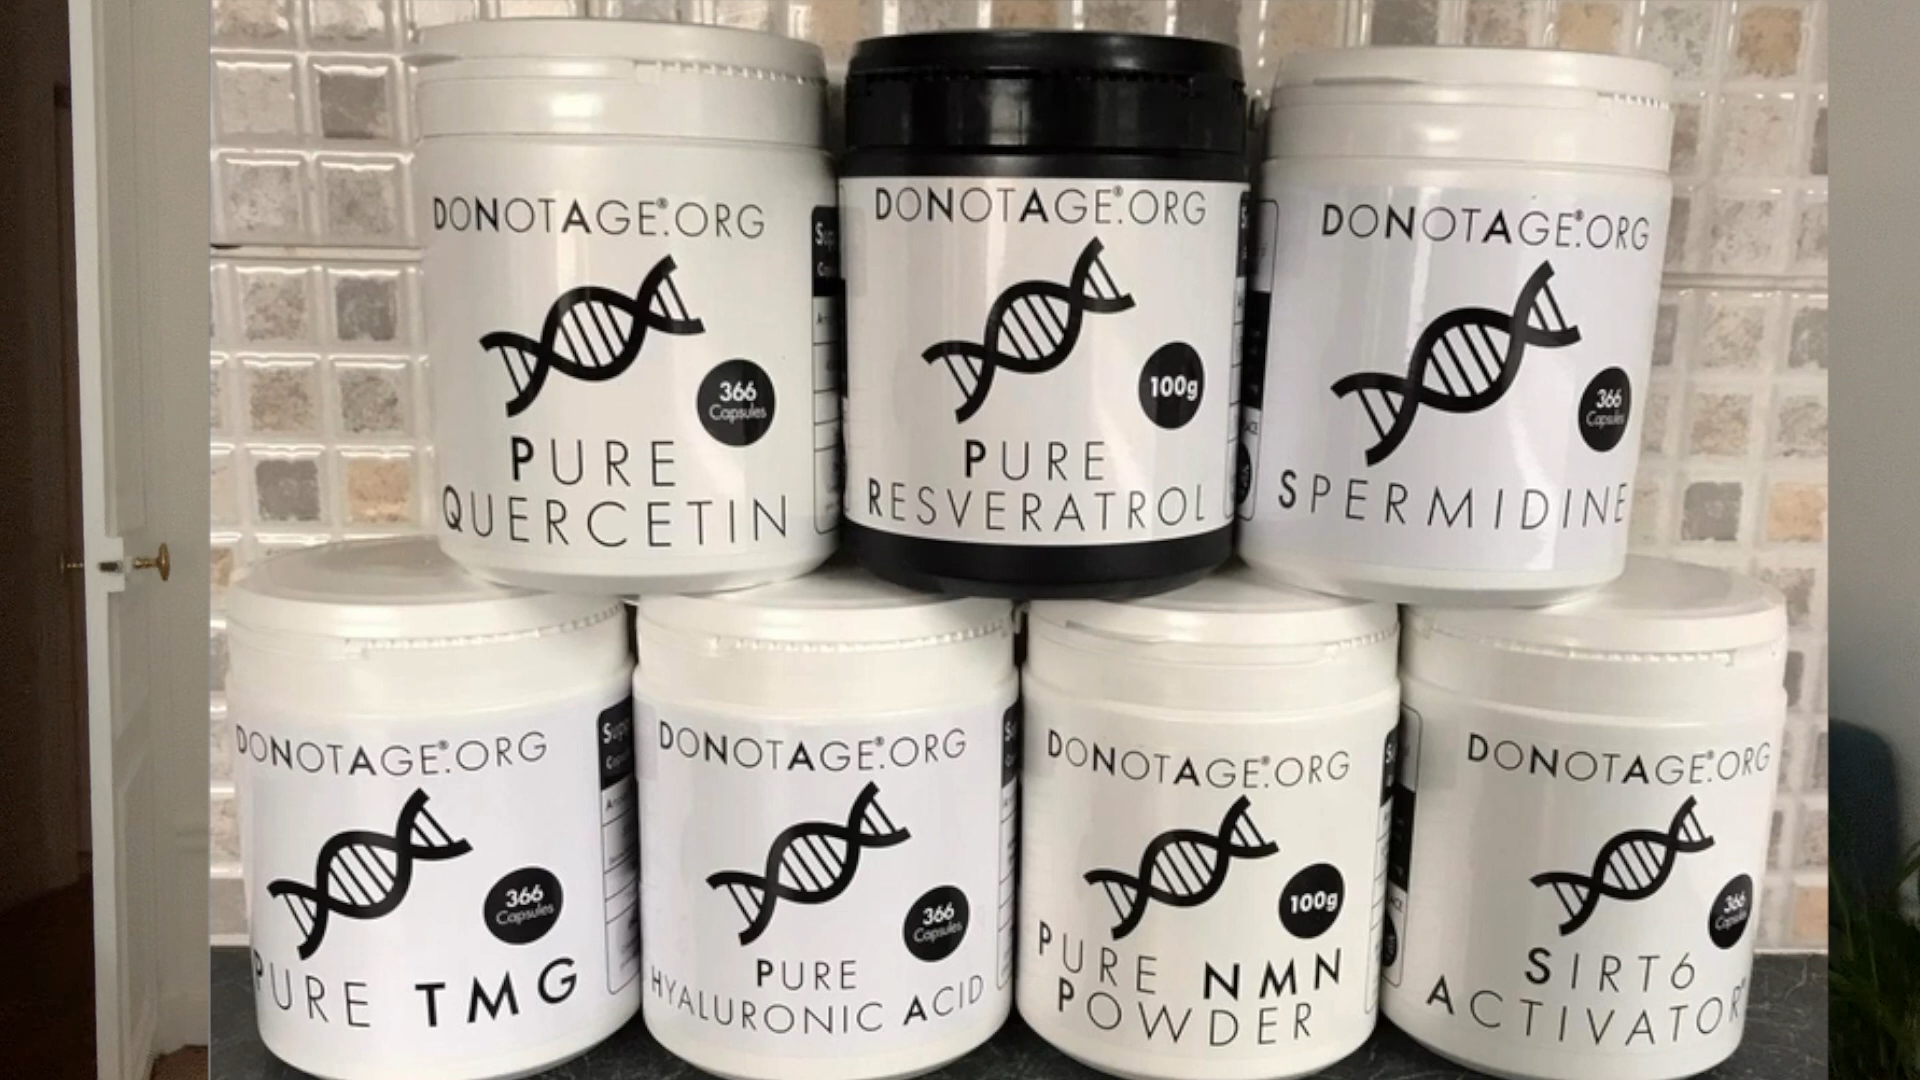 DONOTAGE®.ORG
366
Capsules
PURE
QUERCETIN
DONOTAGE®.ORG
100g
PURE
RESVERATROL
DONOTAGE®.ORG
366
Capsules
SPERMIDINE
DONOTAGE®.ORG
366
Capsules
PURE TMG
DONOTAGE®.ORG
366
Capsules
PURE
HYALURONIC ACID
DONOTAGE®.ORG
100g
PURE NMN
POWDER
DONOTAGE®.ORG
366
Capsules
SIRT6
ACTIVATOR®